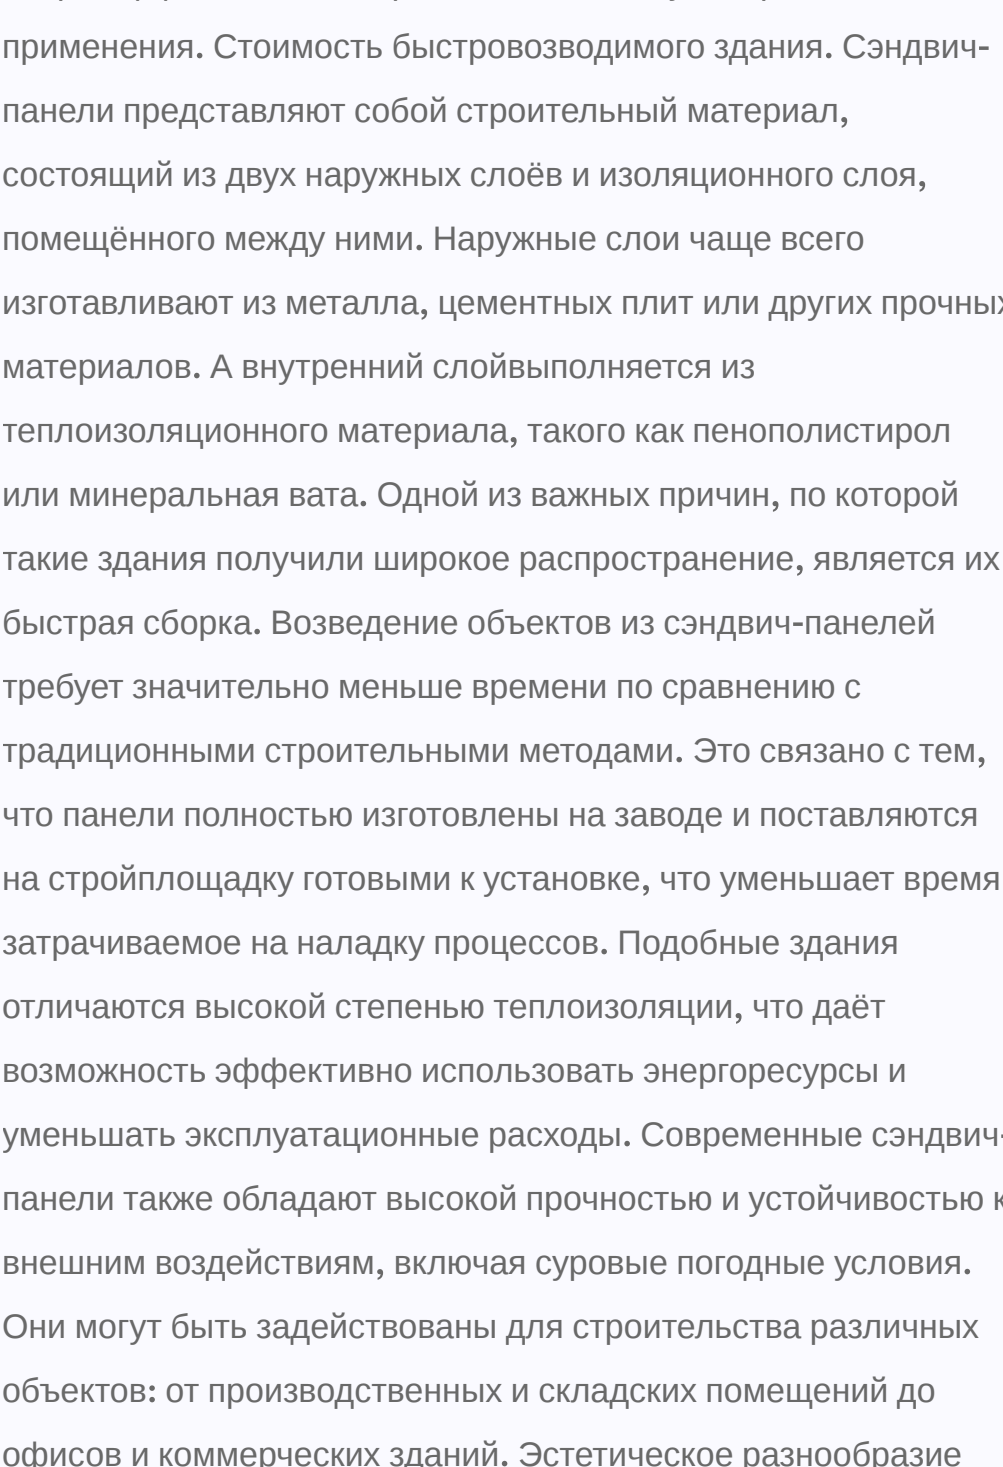 применения. Стоимость быстровозводимого здания. Сэндвич-
панели представляют собой строительный материал,
состоящий из двух наружных слоёв и изоляционного слоя,
помещённого между ними. Наружные слои чаще всего
изготавливают из металла, цементных плит или других прочных
материалов. А внутренний слойвыполняется из
теплоизоляционного материала, такого как пенополистирол
или минеральная вата. Одной из важных причин, по которой
такие здания получили широкое распространение, является их
быстрая сборка. Возведение объектов из сэндвич-панелей
требует значительно меньше времени по сравнению с
традиционными строительными методами. Это связано с тем,
что панели полностью изготовлены на заводе и поставляются
на стройплощадку готовыми к установке, что уменьшает время
затрачиваемое на наладку процессов. Подобные здания
отличаются высокой степенью теплоизоляции, что даёт
возможность эффективно использовать энергоресурсы и
уменьшать эксплуатационные расходы. Современные сэндвич-
панели также обладают высокой прочностью и устойчивостью к
внешним воздействиям, включая суровые погодные условия.
Они могут быть задействованы для строительства различных
объектов: от производственных и складских помещений до
офисов и коммерческих зданий. Эстетическое разнообразие